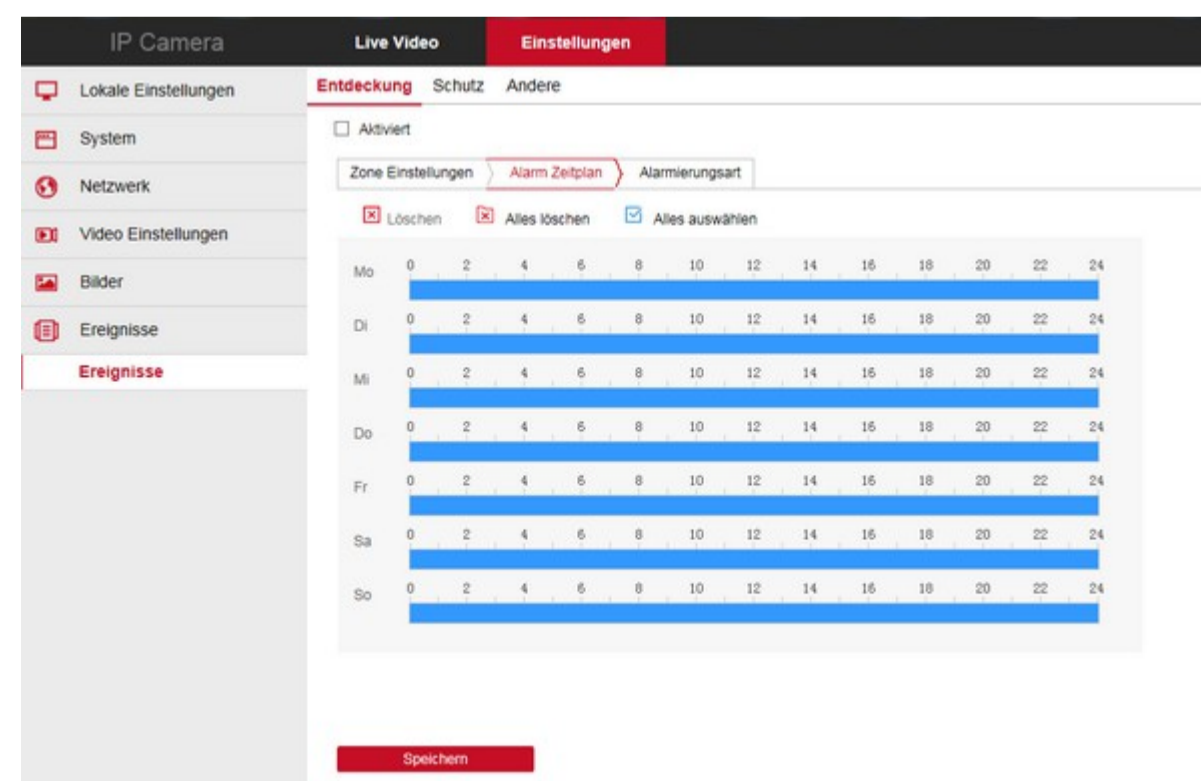 IP Camera
Live Video
Einstellungen
Lokale Einstellungen
System
Netzwerk
Video Einstellungen
Bilder
Ereignisse
Ereignisse
Entdeckung Schutz Andere
Aktiviert
Zone Einstellungen Alarm Zeitplan Alarmierungsart
Löschen Alles löschen Alles auswählen
Mo 0 2 4 6 8 10 12 14 16 18 20 22 24
Di 0 2 4 6 8 10 12 14 16 18 20 22 24
Mi 0 2 4 6 8 10 12 14 16 18 20 22 24
Do 0 2 4 6 8 10 12 14 16 18 20 22 24
Fr 0 2 4 6 8 10 12 14 16 18 20 22 24
Sa 0 2 4 6 8 10 12 14 16 18 20 22 24
So 0 2 4 6 8 10 12 14 16 18 20 22 24
Speichern